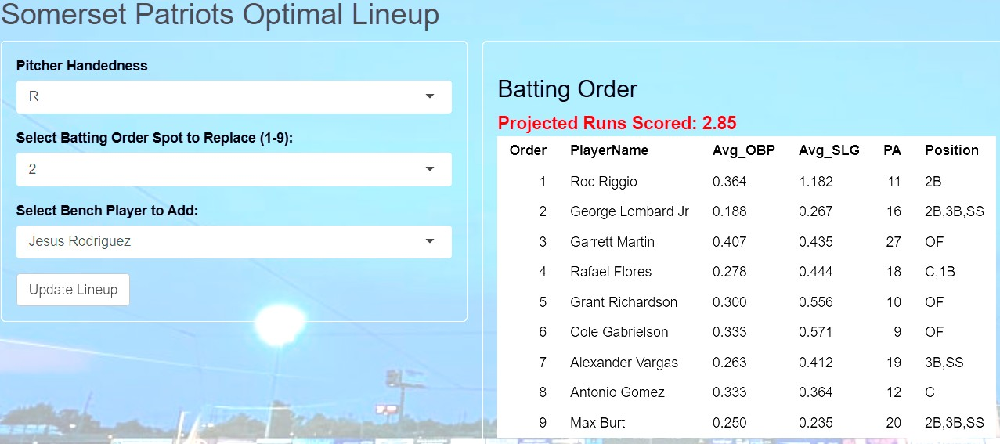 Somerset Patriots Optimal Lineup
Pitcher Handedness
R
Select Batting Order Spot to Replace (1-9):
2
Select Bench Player to Add:
Jesus Rodriguez
Update Lineup
Batting Order
Projected Runs Scored: 2.85
Order PlayerName Avg_OBP Avg_SLG PA Position
1 Roc Riggio 0.364 1.182 11 2B
2 George Lombard Jr 0.188 0.267 16 2B,3B,SS
3 Garrett Martin 0.407 0.435 27 OF
4 Rafael Flores 0.278 0.444 18 C,1B
5 Grant Richardson 0.300 0.556 10 OF
6 Cole Gabrielson 0.333 0.571 9 OF
7 Alexander Vargas 0.263 0.412 19 3B,SS
8 Antonio Gomez 0.333 0.364 12 C
9 Max Burt 0.250 0.235 20 2B,3B,SS